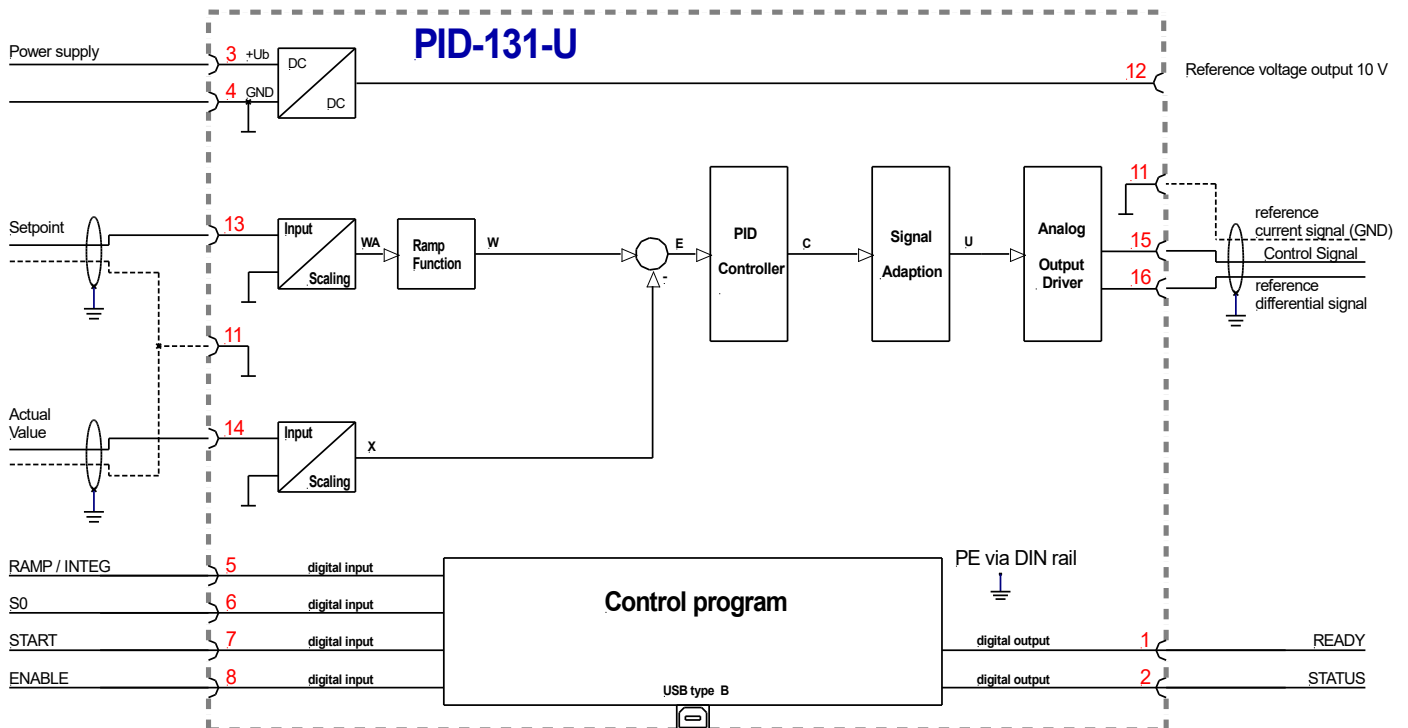 PID-131-U
Power supply
3 +Ub
DC
DC
4 GND
12
Reference voltage output 10 V
Setpoint
13
Input
Scaling
WA
Ramp
Function
W
E
-
PID
Controller
C
Signal
Adaption
U
Analog
Output
Driver
11
15
16
reference
current signal (GND)
Control Signal
reference
differential signal
11
Actual
Value
14
Input
Scaling
X
RAMP / INTEG
5
digital input
S0
6
digital input
START
7
digital input
ENABLE
8
digital input
Control program
USB type B
PE via DIN rail
digital output
1
READY
digital output
2
STATUS